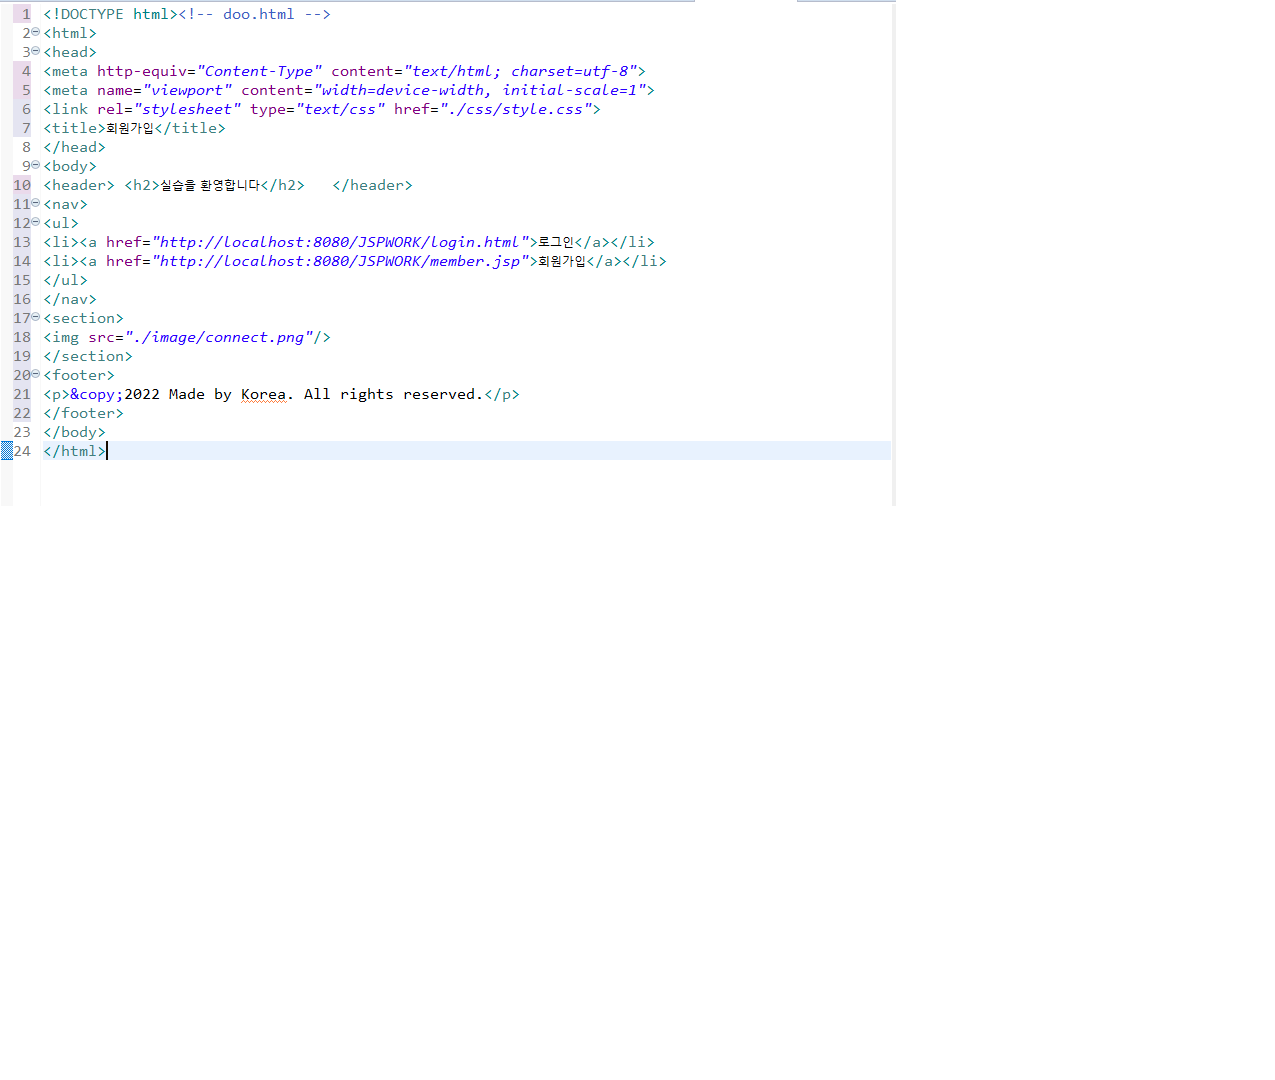 1 <!DOCTYPE html><!-- doo.html -->
2 <html>
3 <head>
4 <meta http-equiv="Content-Type" content="text/html; charset=utf-8">
5 <meta name="viewport" content="width=device-width, initial-scale=1">
6 <link rel="stylesheet" type="text/css" href="./css/style.css">
7 <title>회원가입</title>
8 </head>
9 <body>
10 <header> <h2>실습을 환영합니다</h2>   </header>
11 <nav>
12 <ul>
13 <li><a href="http://localhost:8080/JSPWORK/login.html">로그인</a></li>
14 <li><a href="http://localhost:8080/JSPWORK/member.jsp">회원가입</a></li>
15 </ul>
16 </nav>
17 <section>
18 <img src="./image/connect.png"/>
19 </section>
20 <footer>
21 <p>&copy;2022 Made by Korea. All rights reserved.</p>
22 </footer>
23 </body>
24 </html>